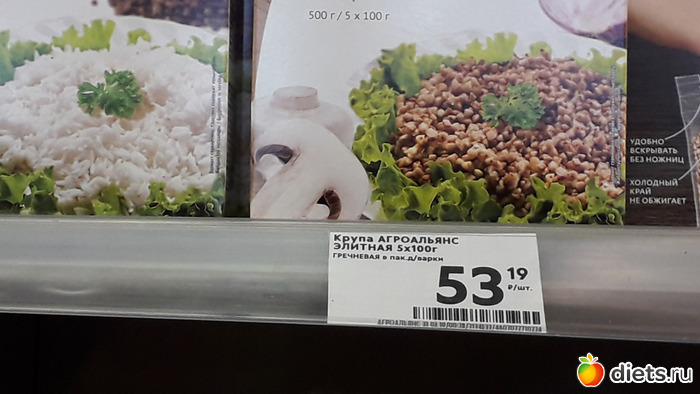 500 г / 5 х 100 г
УДОБНО
ВСКРЫВАТЬ
БЕЗ НОЖНИЦ
ХОЛОДНЫЙ
КРАЙ
НЕ ОБЖИГАЕТ
Крупа АГРОАЛЬЯНС
ЭЛИТНАЯ 5х100г
ГРЕЧНЕВАЯ в пак.д/варки
53 19
₽/шт.
АГРОАЛЬЯНС
diets.ru